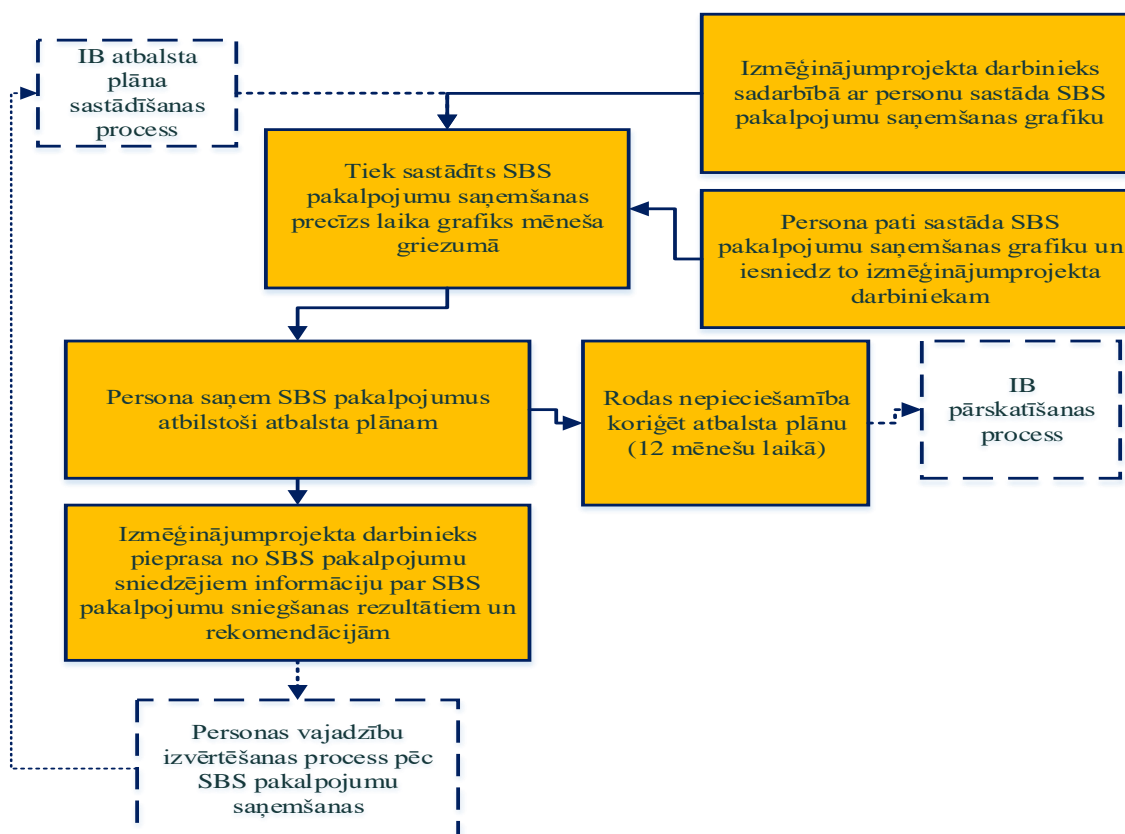 IB atbalsta
plāna
sastādīšanas
process
Izmēģinājumprojekta darbinieks
sadarbībā ar personu sastāda SBS
pakalpojumu saņemšanas grafiku
Tiek sastādīts SBS
pakalpojumu saņemšanas
precīzs laika grafiks mēneša
griezumā
Persona pati sastāda SBS
pakalpojumu saņemšanas grafiku un
iesniedz to izmēģinājumprojekta
darbiniekam
Persona saņem SBS pakalpojumus
atbilstoši atbalsta plānam
Rodas nepieciešamība
koriģēt atbalsta plānu
(12 mēnešu laikā)
IB
pārskatīšanas
process
Izmēģinājumprojekta darbinieks
pieprasa no SBS pakalpojumu
sniedzējiem informāciju par SBS
pakalpojumu sniegšanas rezultātiem un
rekomendācijām
Personas vajadzību
izvērtēšanas process pēc
SBS pakalpojumu
saņemšanas